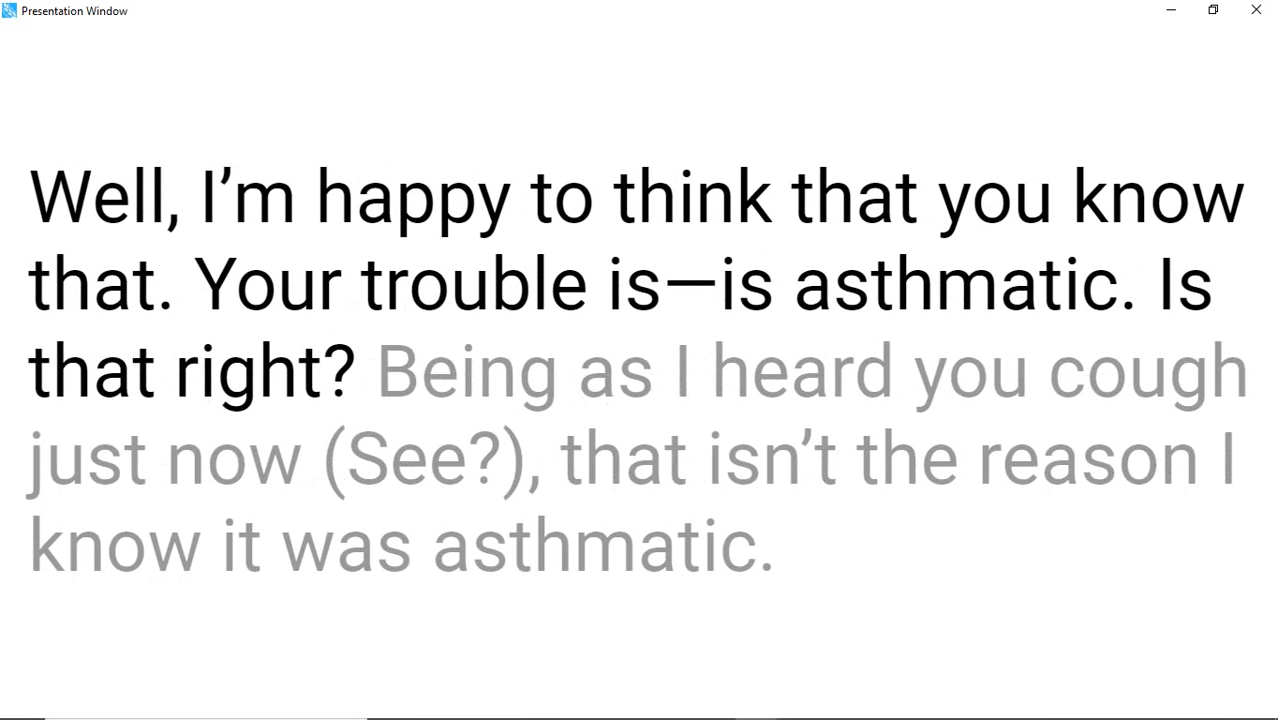 Presentation Window
Well, I’m happy to think that you know
that. Your trouble is—is asthmatic. Is
that right? Being as I heard you cough
just now (See?), that isn’t the reason I
know it was asthmatic.